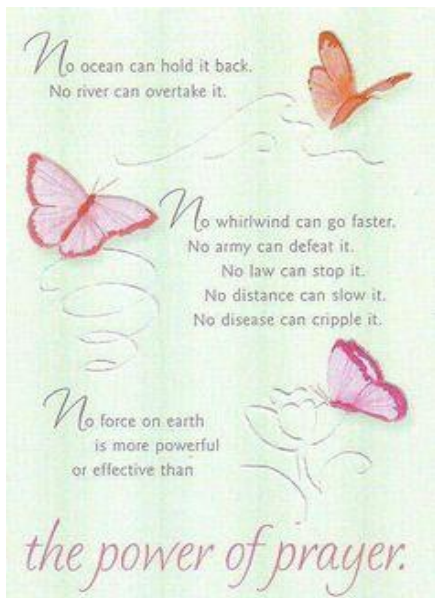 No ocean can hold it back.
No river can overtake it.
No whirlwind can go faster.
No army can defeat it.
No law can stop it.
No distance can slow it.
No disease can cripple it.
No force on earth
is more powerful
or effective than
the power of prayer.